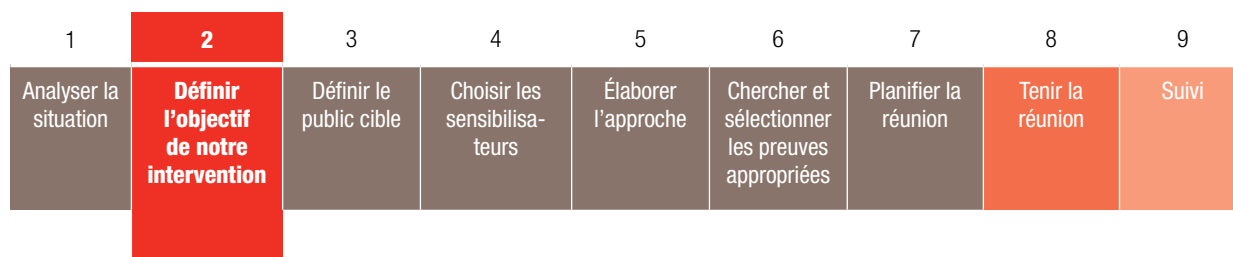 1
2
3
4
5
6
7
8
9
Analyser la
situation
Définir
l’objectif
de notre
intervention
Définir le
public cible
Choisir les
sensibilisa-
teurs
Élaborer
l’approche
Chercher et
sélectionner
les preuves
appropriées
Planifier la
réunion
Tenir la
réunion
Suivi